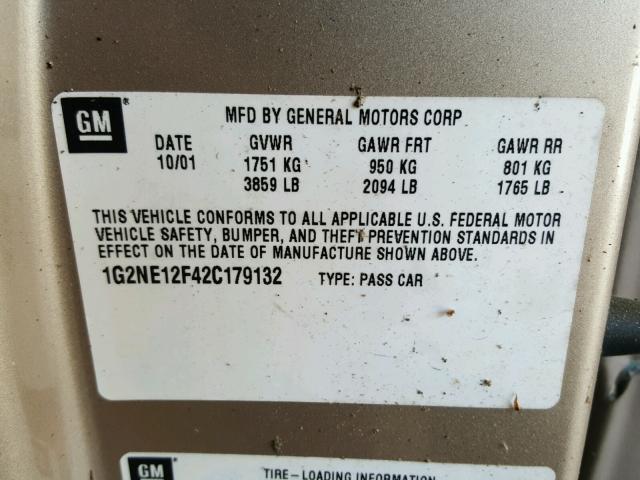 GM
MFD BY GENERAL MOTORS CORP
DATE GVWR GAWR FRT GAWR RR
10/01 1751 KG 950 KG 801 KG
3859 LB 2094 LB 1765 LB
THIS VEHICLE CONFORMS TO ALL APPLICABLE U.S. FEDERAL MOTOR
VEHICLE SAFETY, BUMPER, AND THEFT PREVENTION STANDARDS IN
EFFECT ON THE DATE OF MANUFACTURE SHOWN ABOVE.
1G2NE12F42C179132 TYPE: PASS CAR
GM
TIRE-LOADING INFORMATION